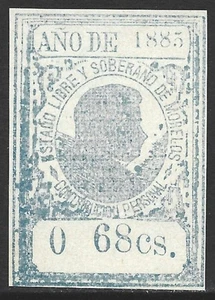 AÑO DE 1885
ESTADO LIBRE Y SOBERANO DE MORELOS
CONTRIBUCION PERSONAL
0 68cs.